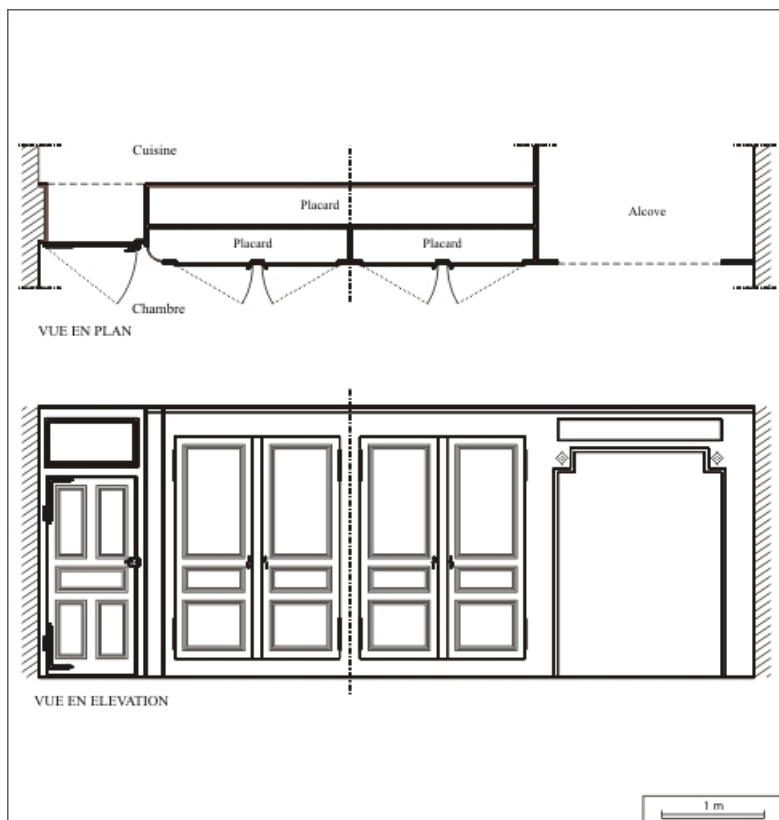 Cuisine
Placard
Placard
Placard
Alcove
Chambre
VUE EN PLAN
VUE EN ELEVATION
1 m